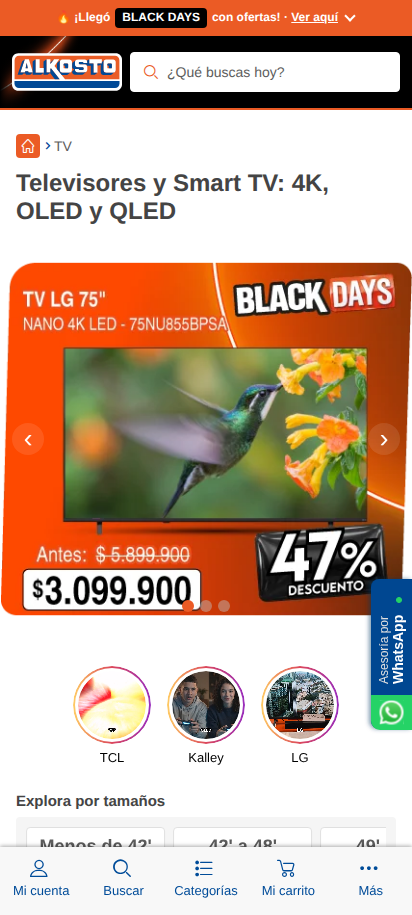 ¡Llegó BLACK DAYS con ofertas! · Ver aquí
ALKOSTO
¿Qué buscas hoy?
TV
Televisores y Smart TV: 4K,
OLED y QLED
TV LG 75"
NANO 4K LED - 75NU855BPSA
BLACK DAYS
Antes: $ 5.899.900
$3.099.900
47%
DESCUENTO
Asesoría por
WhatsApp
TCL
Kalley
LG
Explora por tamaños
Menos de 42'
42' a 48'
49'
Mi cuenta
Buscar
Categorías
Mi carrito
Más